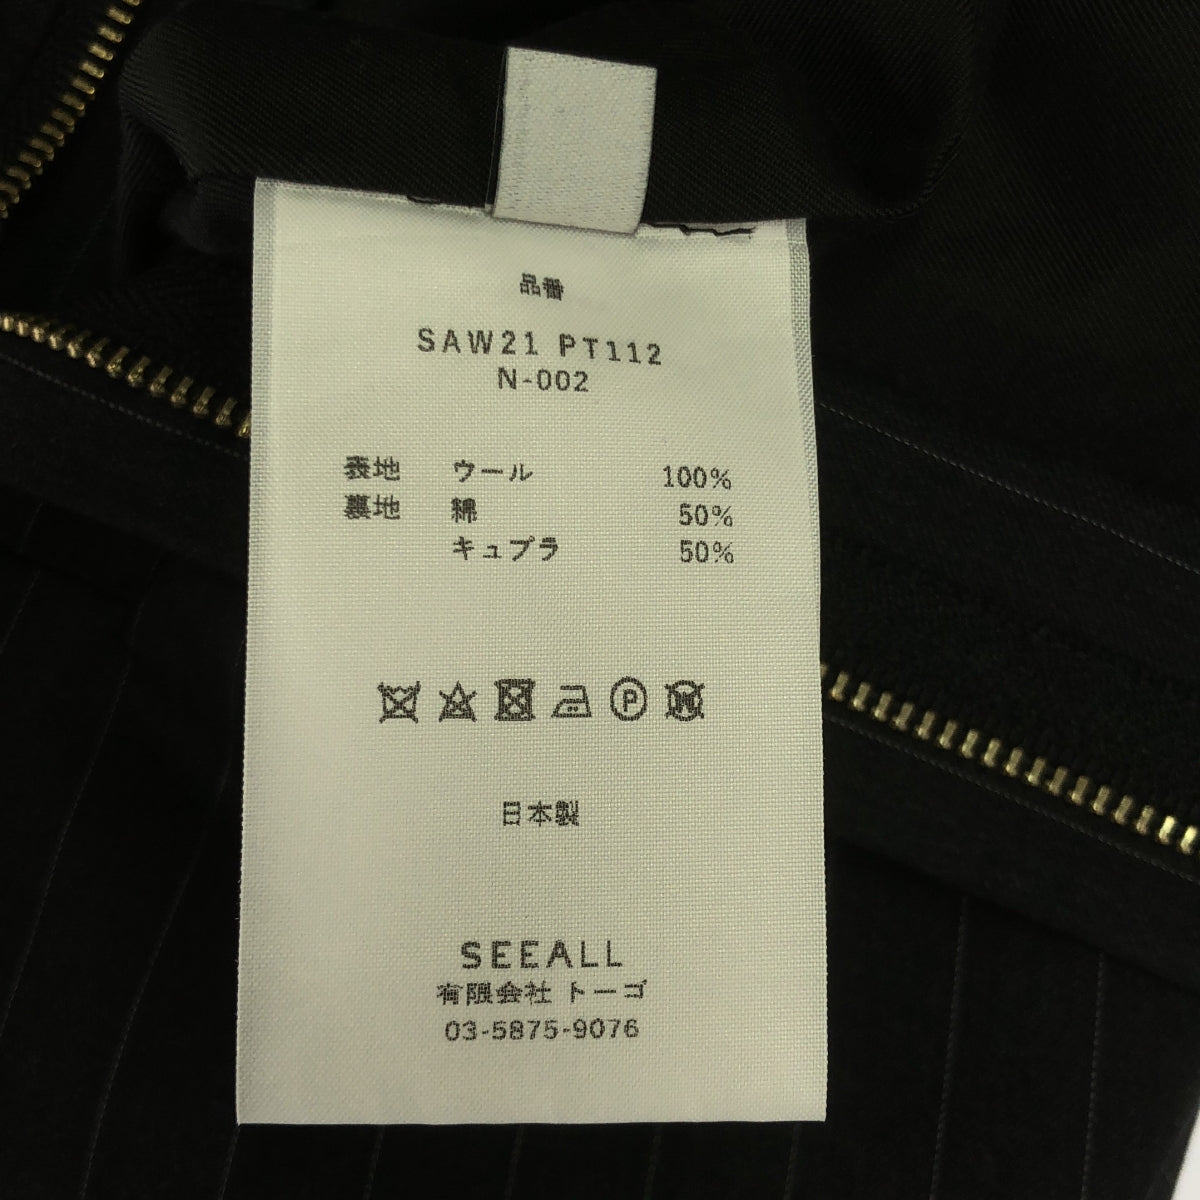 品番
SAW21 PT112
N-002
表地 ウール 100%
裏地 綿 50%
キュプラ 50%
P W
日本製
SEEALL
有限会社 トーゴ
03-5875-9076